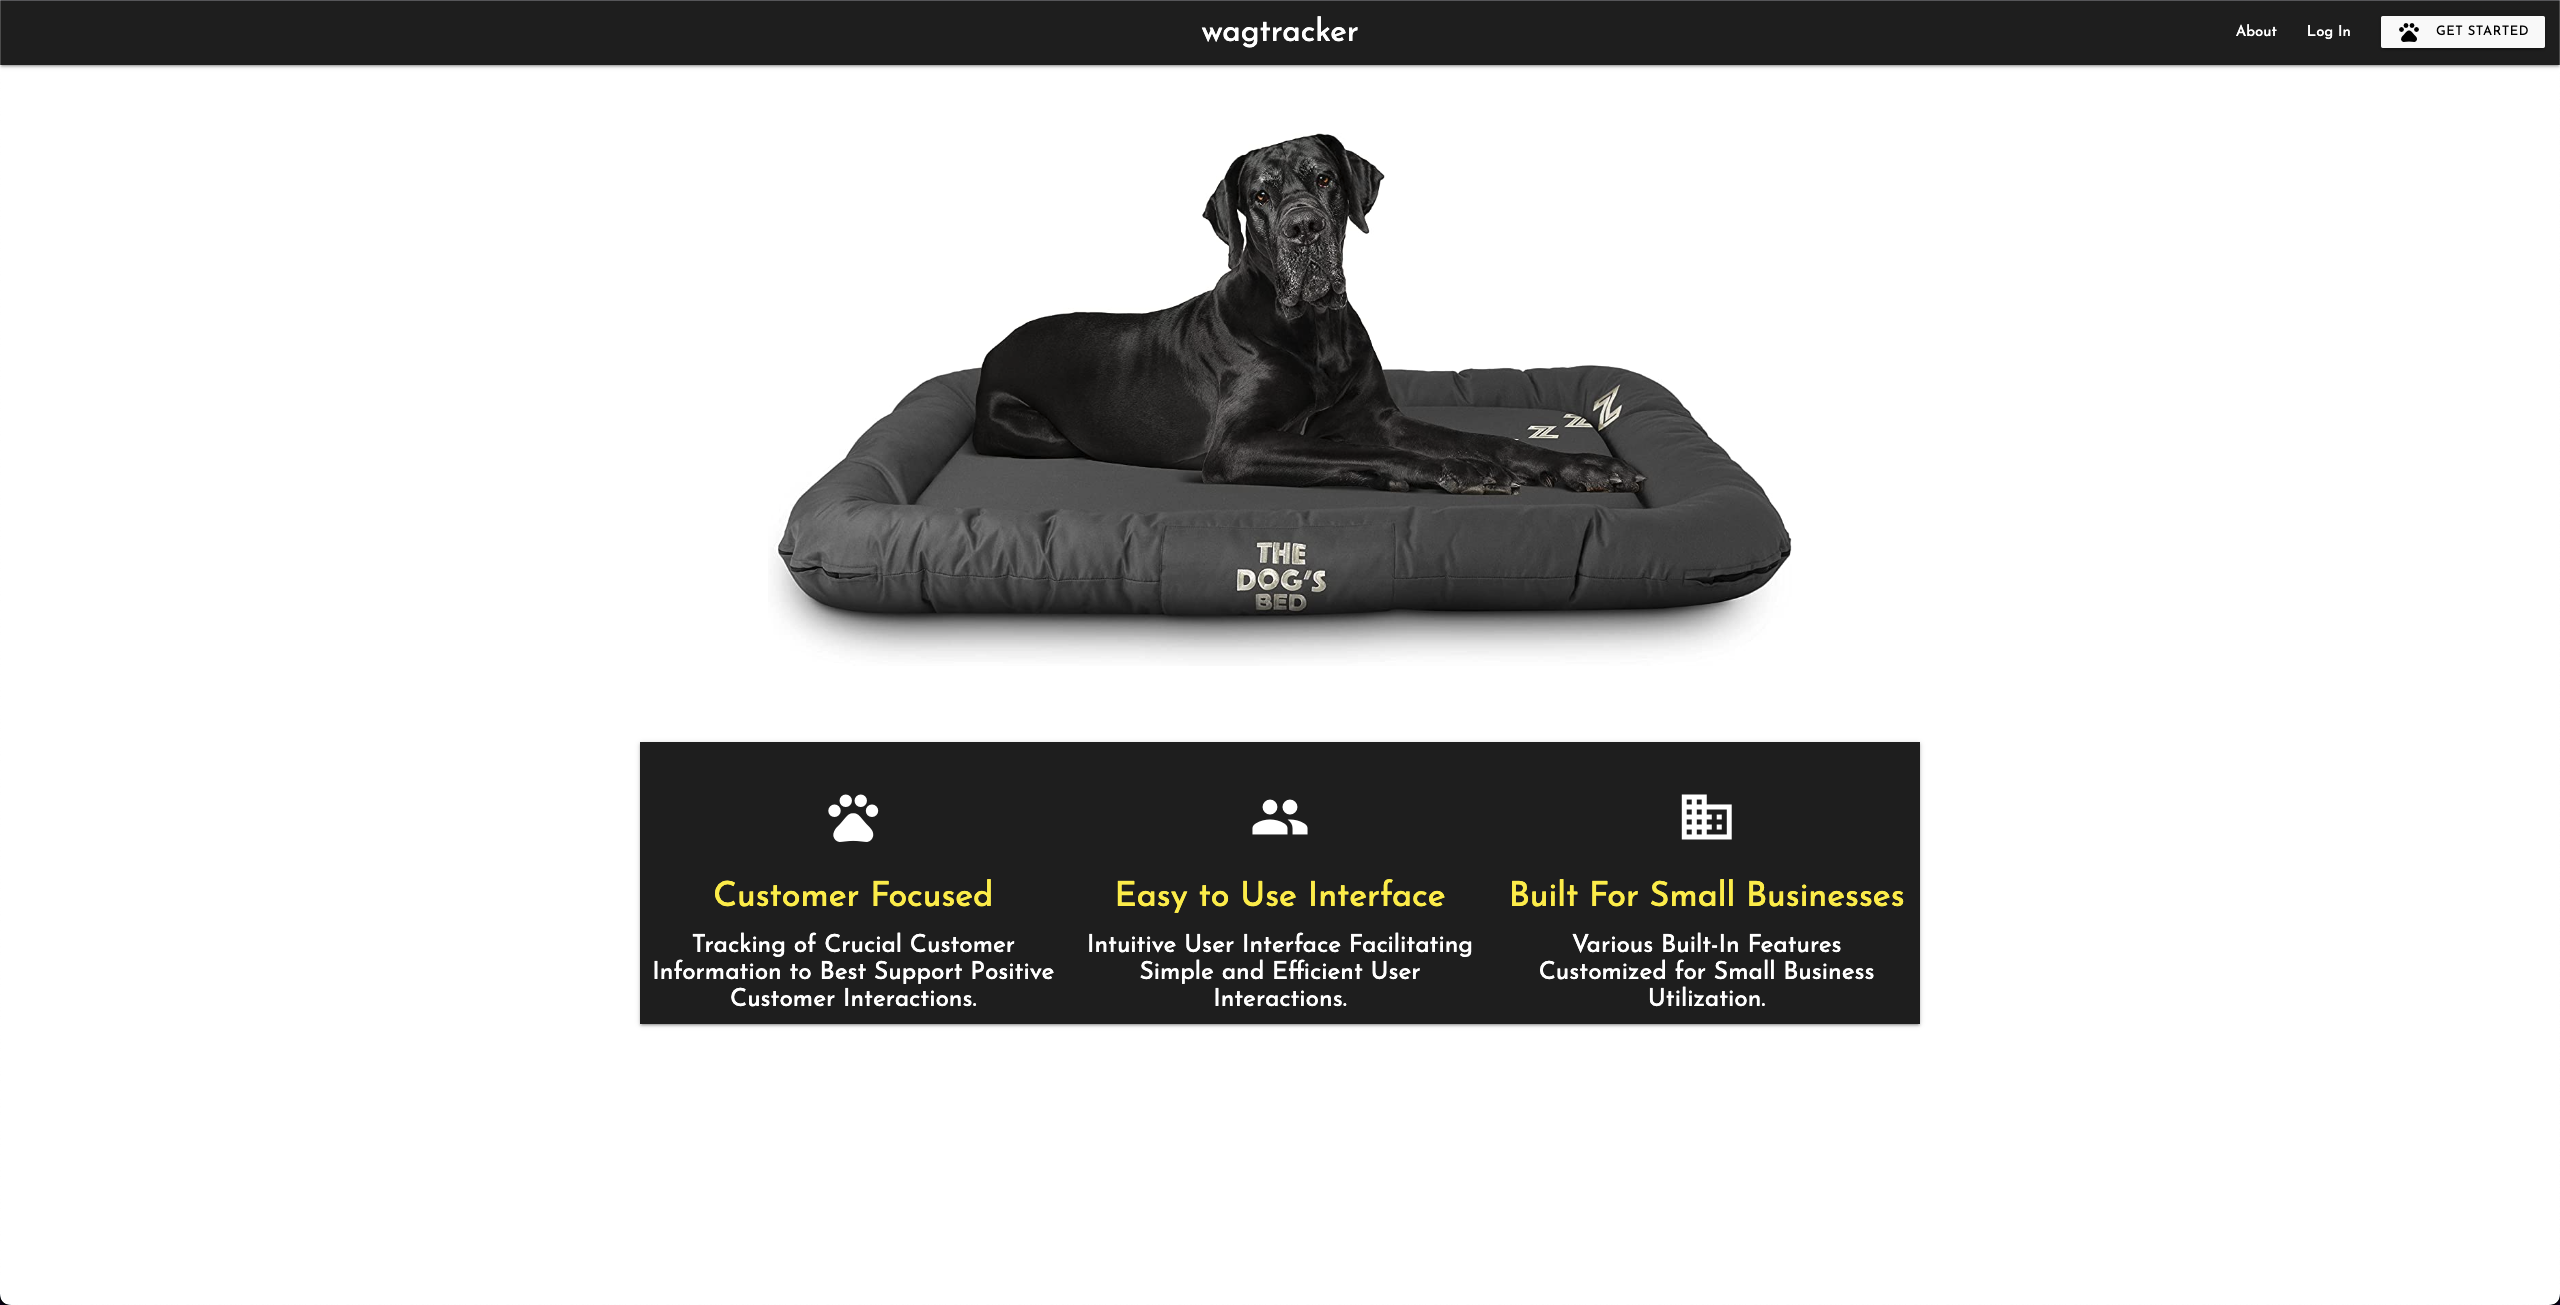 wagtracker
About
Log In
GET STARTED
Z
Z
Z
THE
DOG'S
BED
Customer Focused
Tracking of Crucial Customer
Information to Best Support Positive
Customer Interactions.
Easy to Use Interface
Intuitive User Interface Facilitating
Simple and Efficient User
Interactions.
Built For Small Businesses
Various Built-In Features
Customized for Small Business
Utilization.